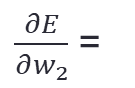 ∂E/∂w₂ =